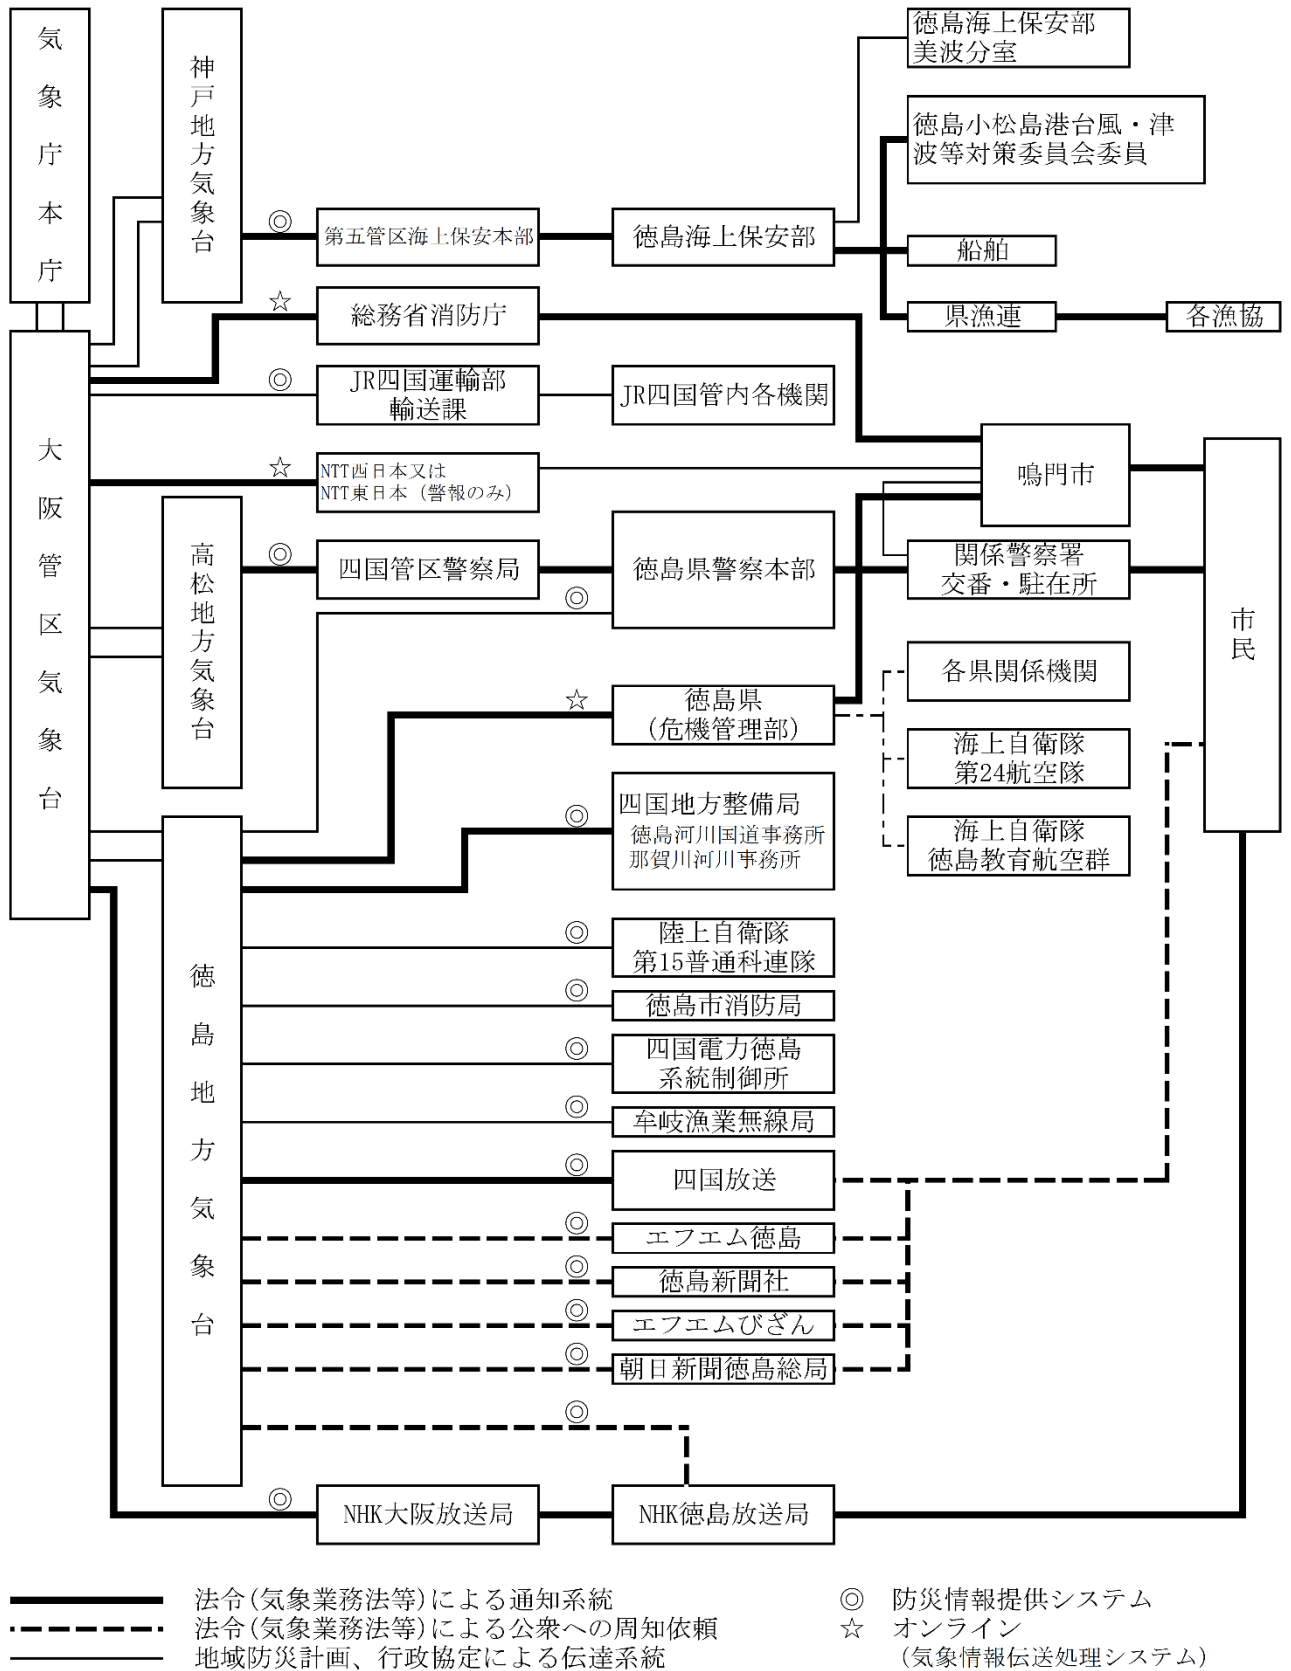 気象庁本庁
神戸地方気象台
徳島海上保安部
美波分室
徳島小松島港台風・津
波等対策委員会委員
◎
第五管区海上保安本部
徳島海上保安部
船舶
☆
総務省消防庁
県漁連
各漁協
大阪管区気象台
◎
JR四国運輸部
輸送課
JR四国管内各機関
☆
NTT西日本又は
NTT東日本（警報のみ）
鳴門市
市民
高松地方気象台
◎
四国管区警察局
徳島県警察本部
◎
関係警察署
交番・駐在所
☆
徳島県
(危機管理部)
各県関係機関
海上自衛隊
第24航空隊
海上自衛隊
徳島教育航空群
徳島地方気象台
◎
四国地方整備局
徳島河川国道事務所
那賀川河川事務所
◎
陸上自衛隊
第15普通科連隊
◎
徳島市消防局
◎
四国電力徳島
系統制御所
◎
牟岐漁業無線局
◎
四国放送
◎
エフエム徳島
◎
徳島新聞社
◎
エフエムびざん
◎
朝日新聞徳島総局
◎
◎
NHK大阪放送局
NHK徳島放送局
法令(気象業務法等)による通知系統
法令(気象業務法等)による公衆への周知依頼
地域防災計画、行政協定による伝達系統
◎ 防災情報提供システム
☆ オンライン
(気象情報伝送処理システム)